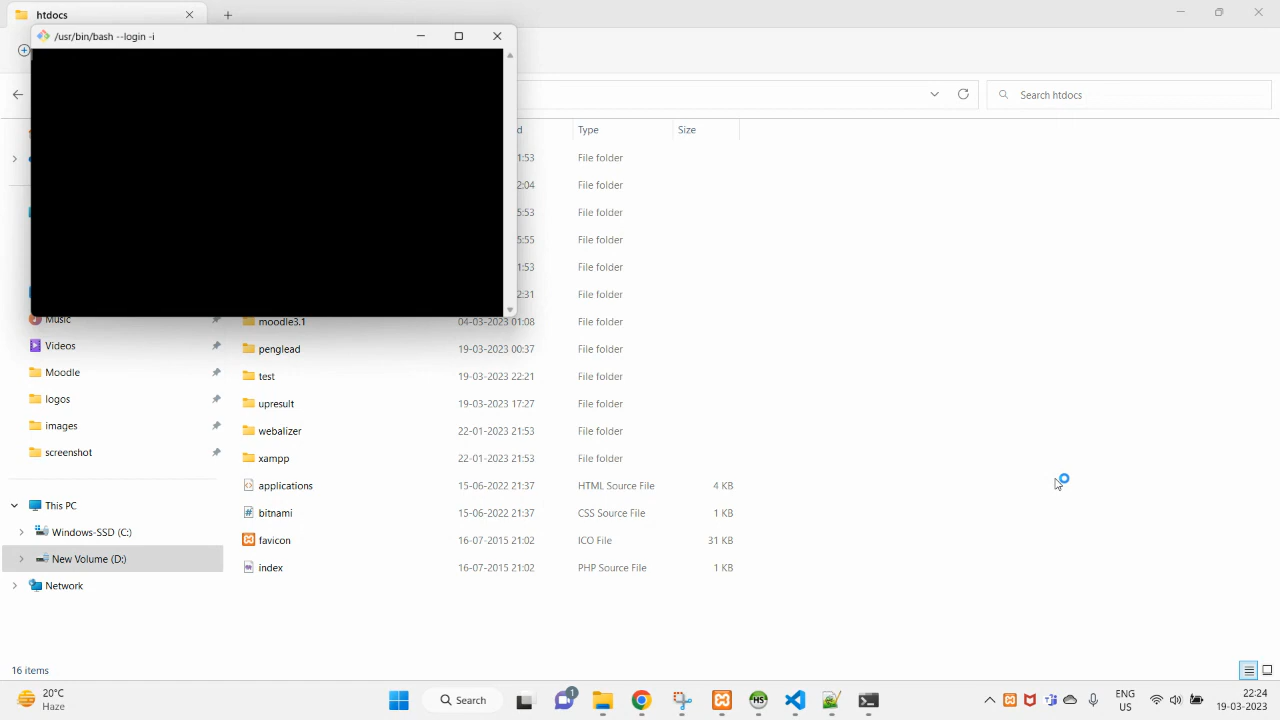 htdocs
/usr/bin/bash --login -i
Search htdocs
d Type Size
1:53 File folder
2:04 File folder
5:53 File folder
5:55 File folder
1:53 File folder
2:31 File folder
Music
moodle3.1 04-03-2023 01:08 File folder
Videos
penglead 19-03-2023 00:37 File folder
Moodle
test 19-03-2023 22:21 File folder
logos
upresult 19-03-2023 17:27 File folder
images
webalizer 22-01-2023 21:53 File folder
screenshot
xampp 22-01-2023 21:53 File folder
applications 15-06-2022 21:37 HTML Source File 4 KB
This PC
bitnami 15-06-2022 21:37 CSS Source File 1 KB
Windows-SSD (C:)
favicon 16-07-2015 21:02 ICO File 31 KB
New Volume (D:)
index 16-07-2015 21:02 PHP Source File 1 KB
Network
16 items
20°C
Haze
Search
1
HS
ENG
US
22:24
19-03-2023